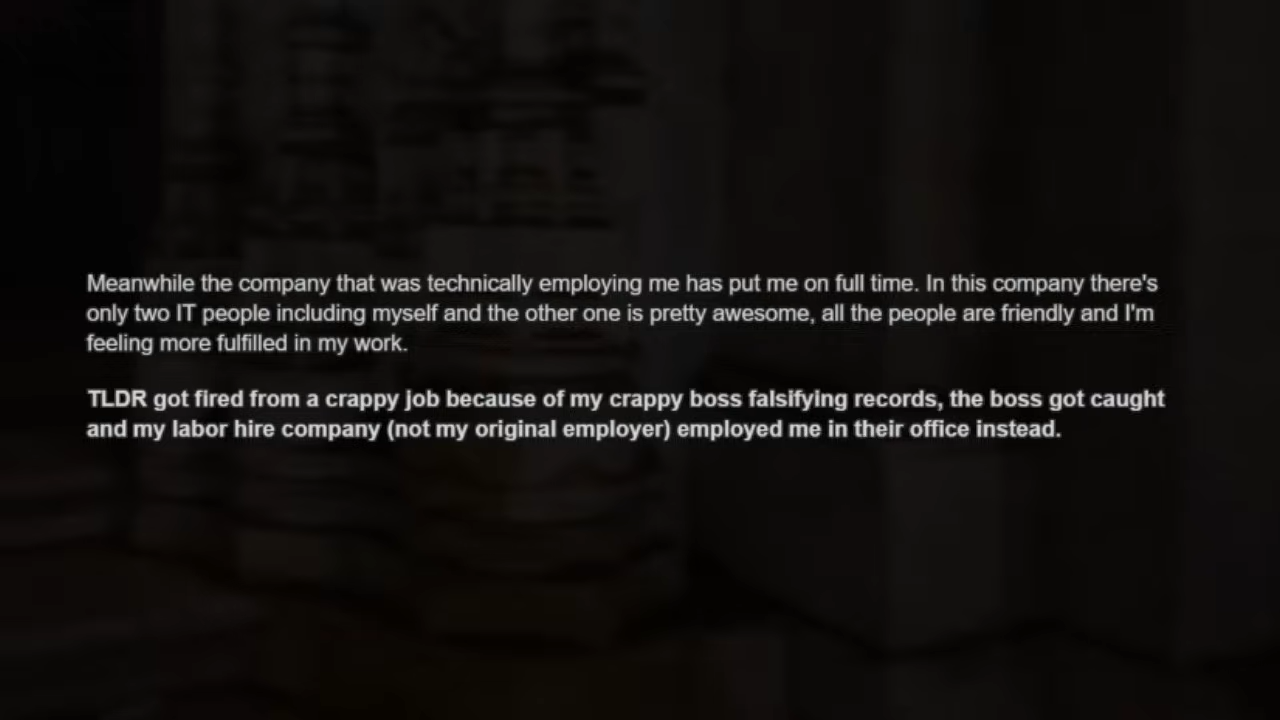 Meanwhile the company that was technically employing me has put me on full time. In this company there's
only two IT people including myself and the other one is pretty awesome, all the people are friendly and I'm
feeling more fulfilled in my work.
TLDR got fired from a crappy job because of my crappy boss falsifying records, the boss got caught
and my labor hire company (not my original employer) employed me in their office instead.